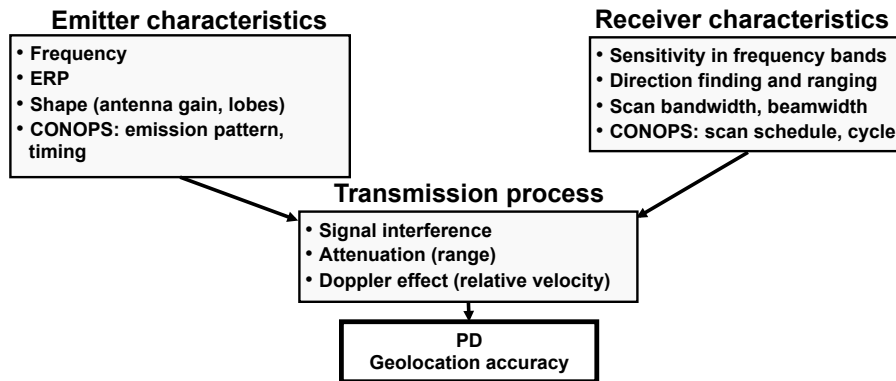 Emitter characteristics
• Frequency
• ERP
• Shape (antenna gain, lobes)
• CONOPS: emission pattern,
timing
Receiver characteristics
• Sensitivity in frequency bands
• Direction finding and ranging
• Scan bandwidth, beamwidth
• CONOPS: scan schedule, cycle
Transmission process
• Signal interference
• Attenuation (range)
• Doppler effect (relative velocity)
PD
Geolocation accuracy